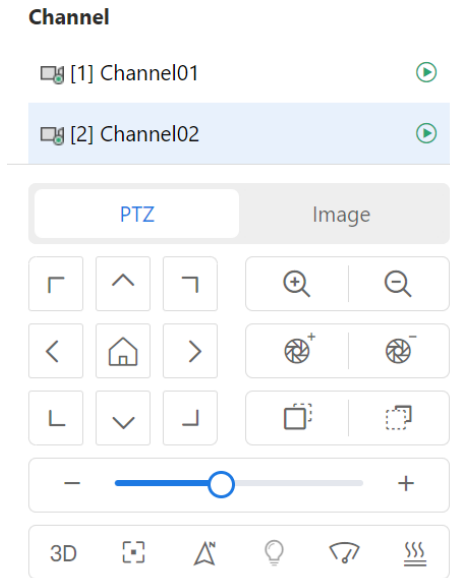 Channel
[1] Channel01
[2] Channel02
PTZ Image
3D N